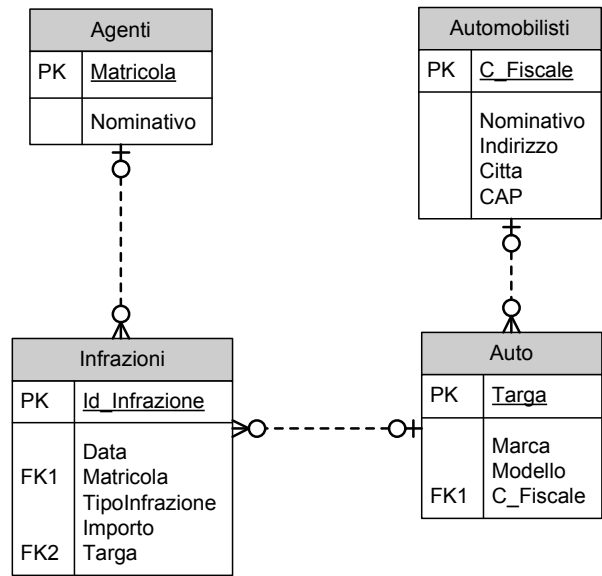 Agenti
PK Matricola
Nominativo
Automobilisti
PK C_Fiscale
Nominativo
Indirizzo
Citta
CAP
Infrazioni
PK Id_Infrazione
Data
FK1 Matricola
TipoInfrazione
Importo
FK2 Targa
Auto
PK Targa
Marca
Modello
FK1 C_Fiscale